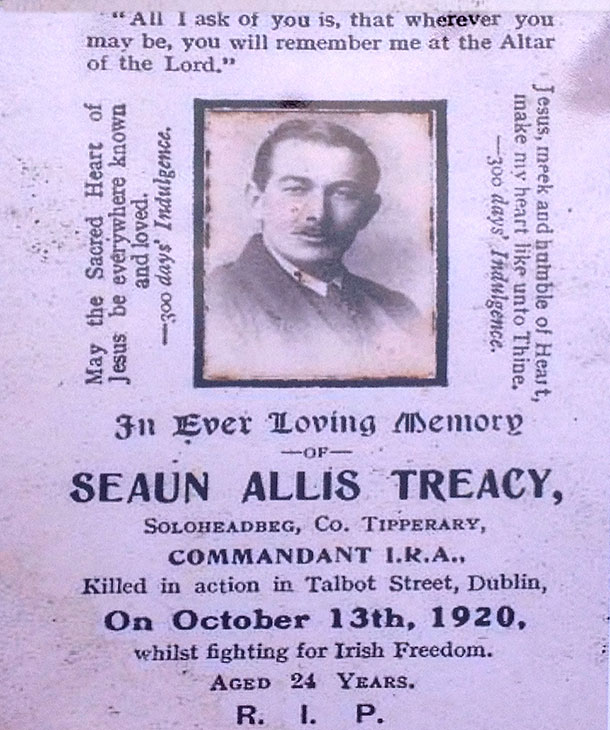 "All I ask of you is, that wherever you
may be, you will remember me at the Altar
of the Lord."
May the Sacred Heart of
Jesus be everywhere known
and loved.
—300 days' Indulgence.
Jesus, meek and humble of Heart,
make my heart like unto Thine.
—300 days' Indulgence.
In Ever Loving Memory
—OF—
SEAUN ALLIS TREACY,
SOLOHEADBEG, CO. TIPPERARY,
COMMANDANT I.R.A.,
Killed in action in Talbot Street, Dublin,
On October 13th, 1920,
whilst fighting for Irish Freedom.
AGED 24 YEARS.
R. I. P.